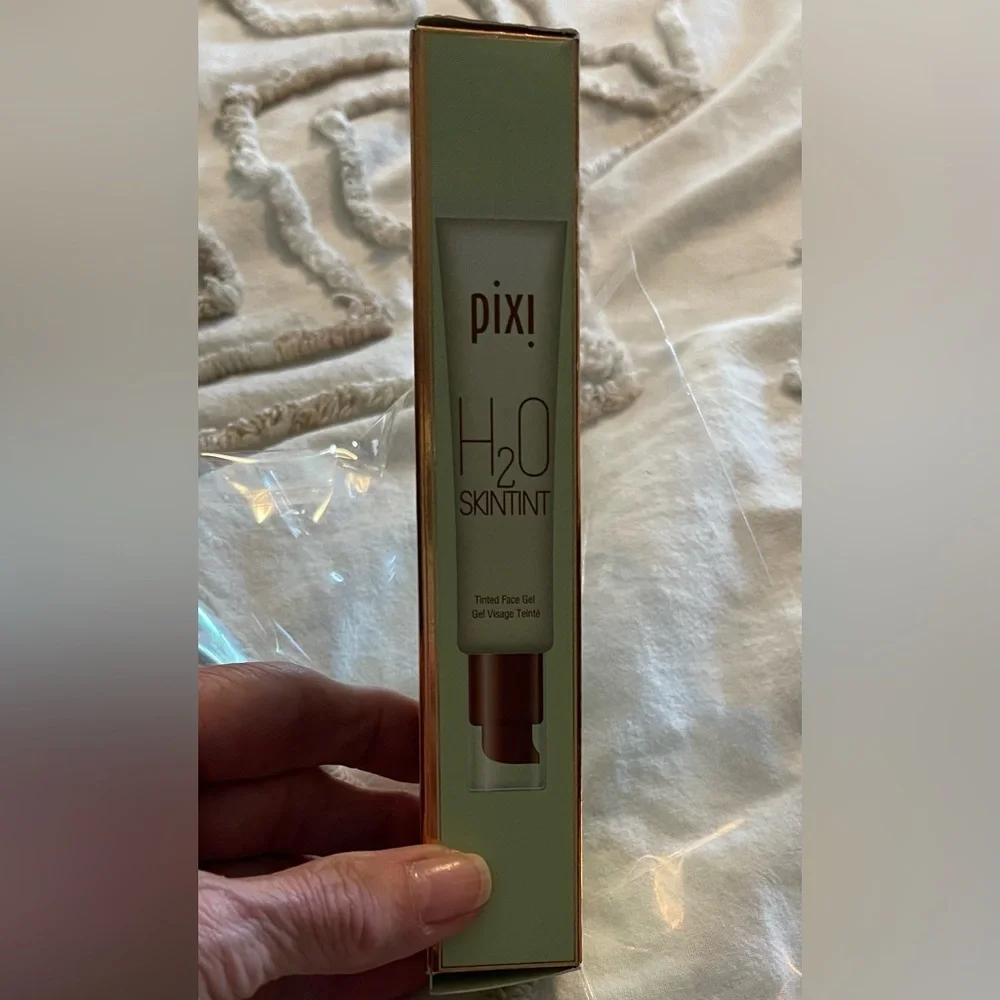 pixi
H2O
SKINTINT
Tinted Face Gel
Gel Visage Teinté